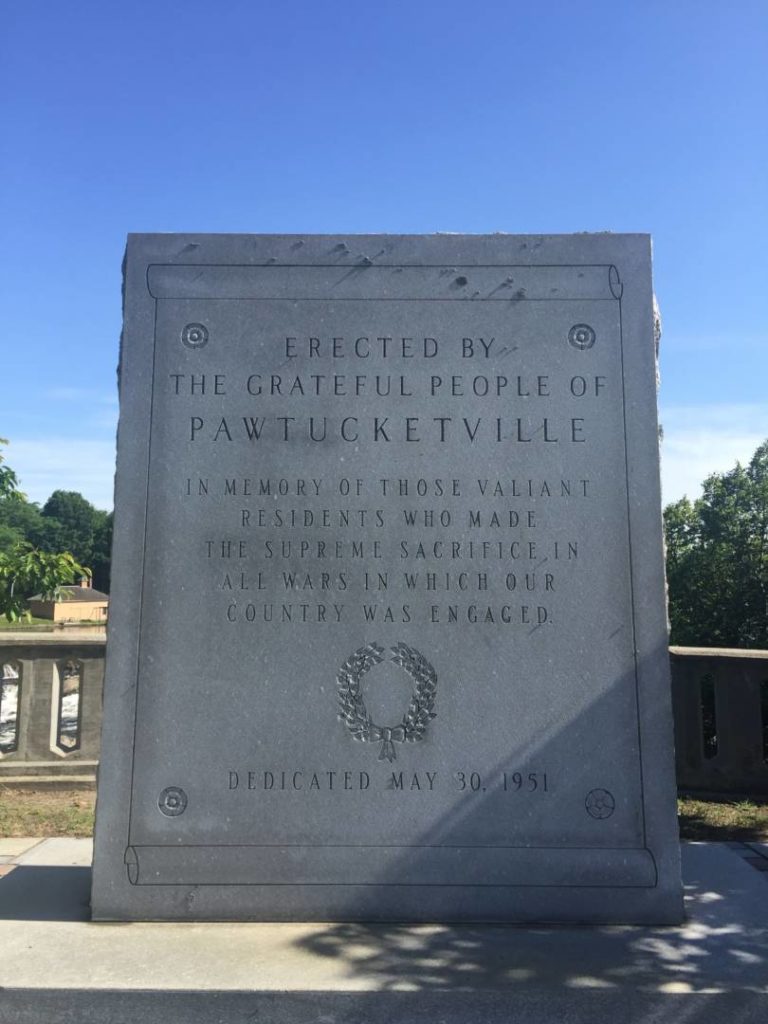 ERECTED BY
THE GRATEFUL PEOPLE OF
PAWTUCKETVILLE
IN MEMORY OF THOSE VALIANT
RESIDENTS WHO MADE
THE SUPREME SACRIFICE IN
ALL WARS IN WHICH OUR
COUNTRY WAS ENGAGED.
DEDICATED MAY 30, 1951